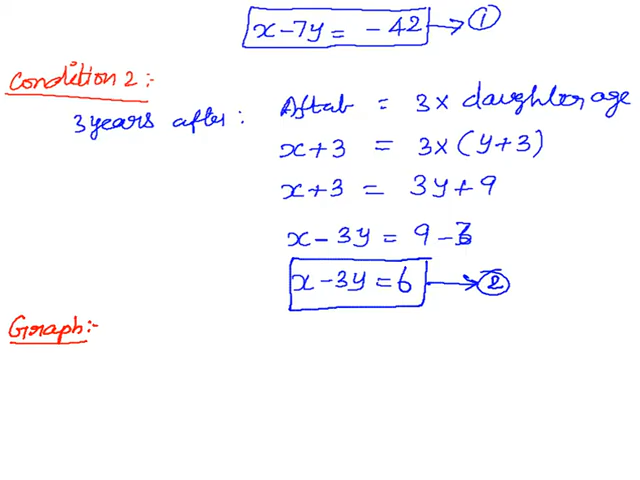 x - 7y = - 42 → ①
Condition 2:-
3 years after: Aftab = 3 × daughter age
x + 3 = 3 × (y + 3)
x + 3 = 3y + 9
x - 3y = 9 - 3
x - 3y = 6 → ②
Graph:-